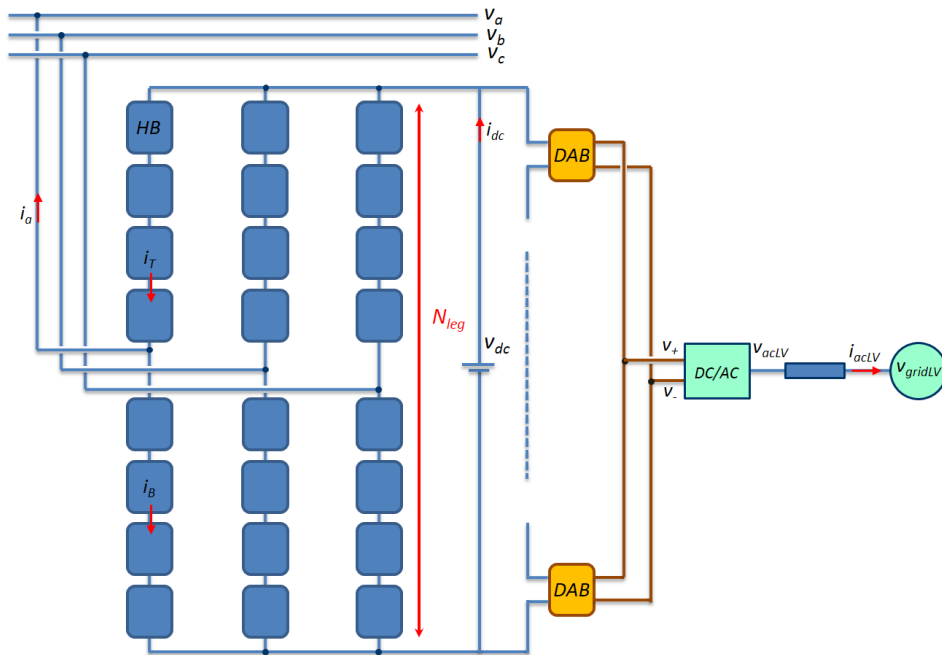 v_a
v_b
v_c
HB
i_dc
DAB
i_a
i_T
N_leg
v_dc
v_+
v_acLV
i_acLV
DC/AC
v_gridLV
v_-
i_B
DAB